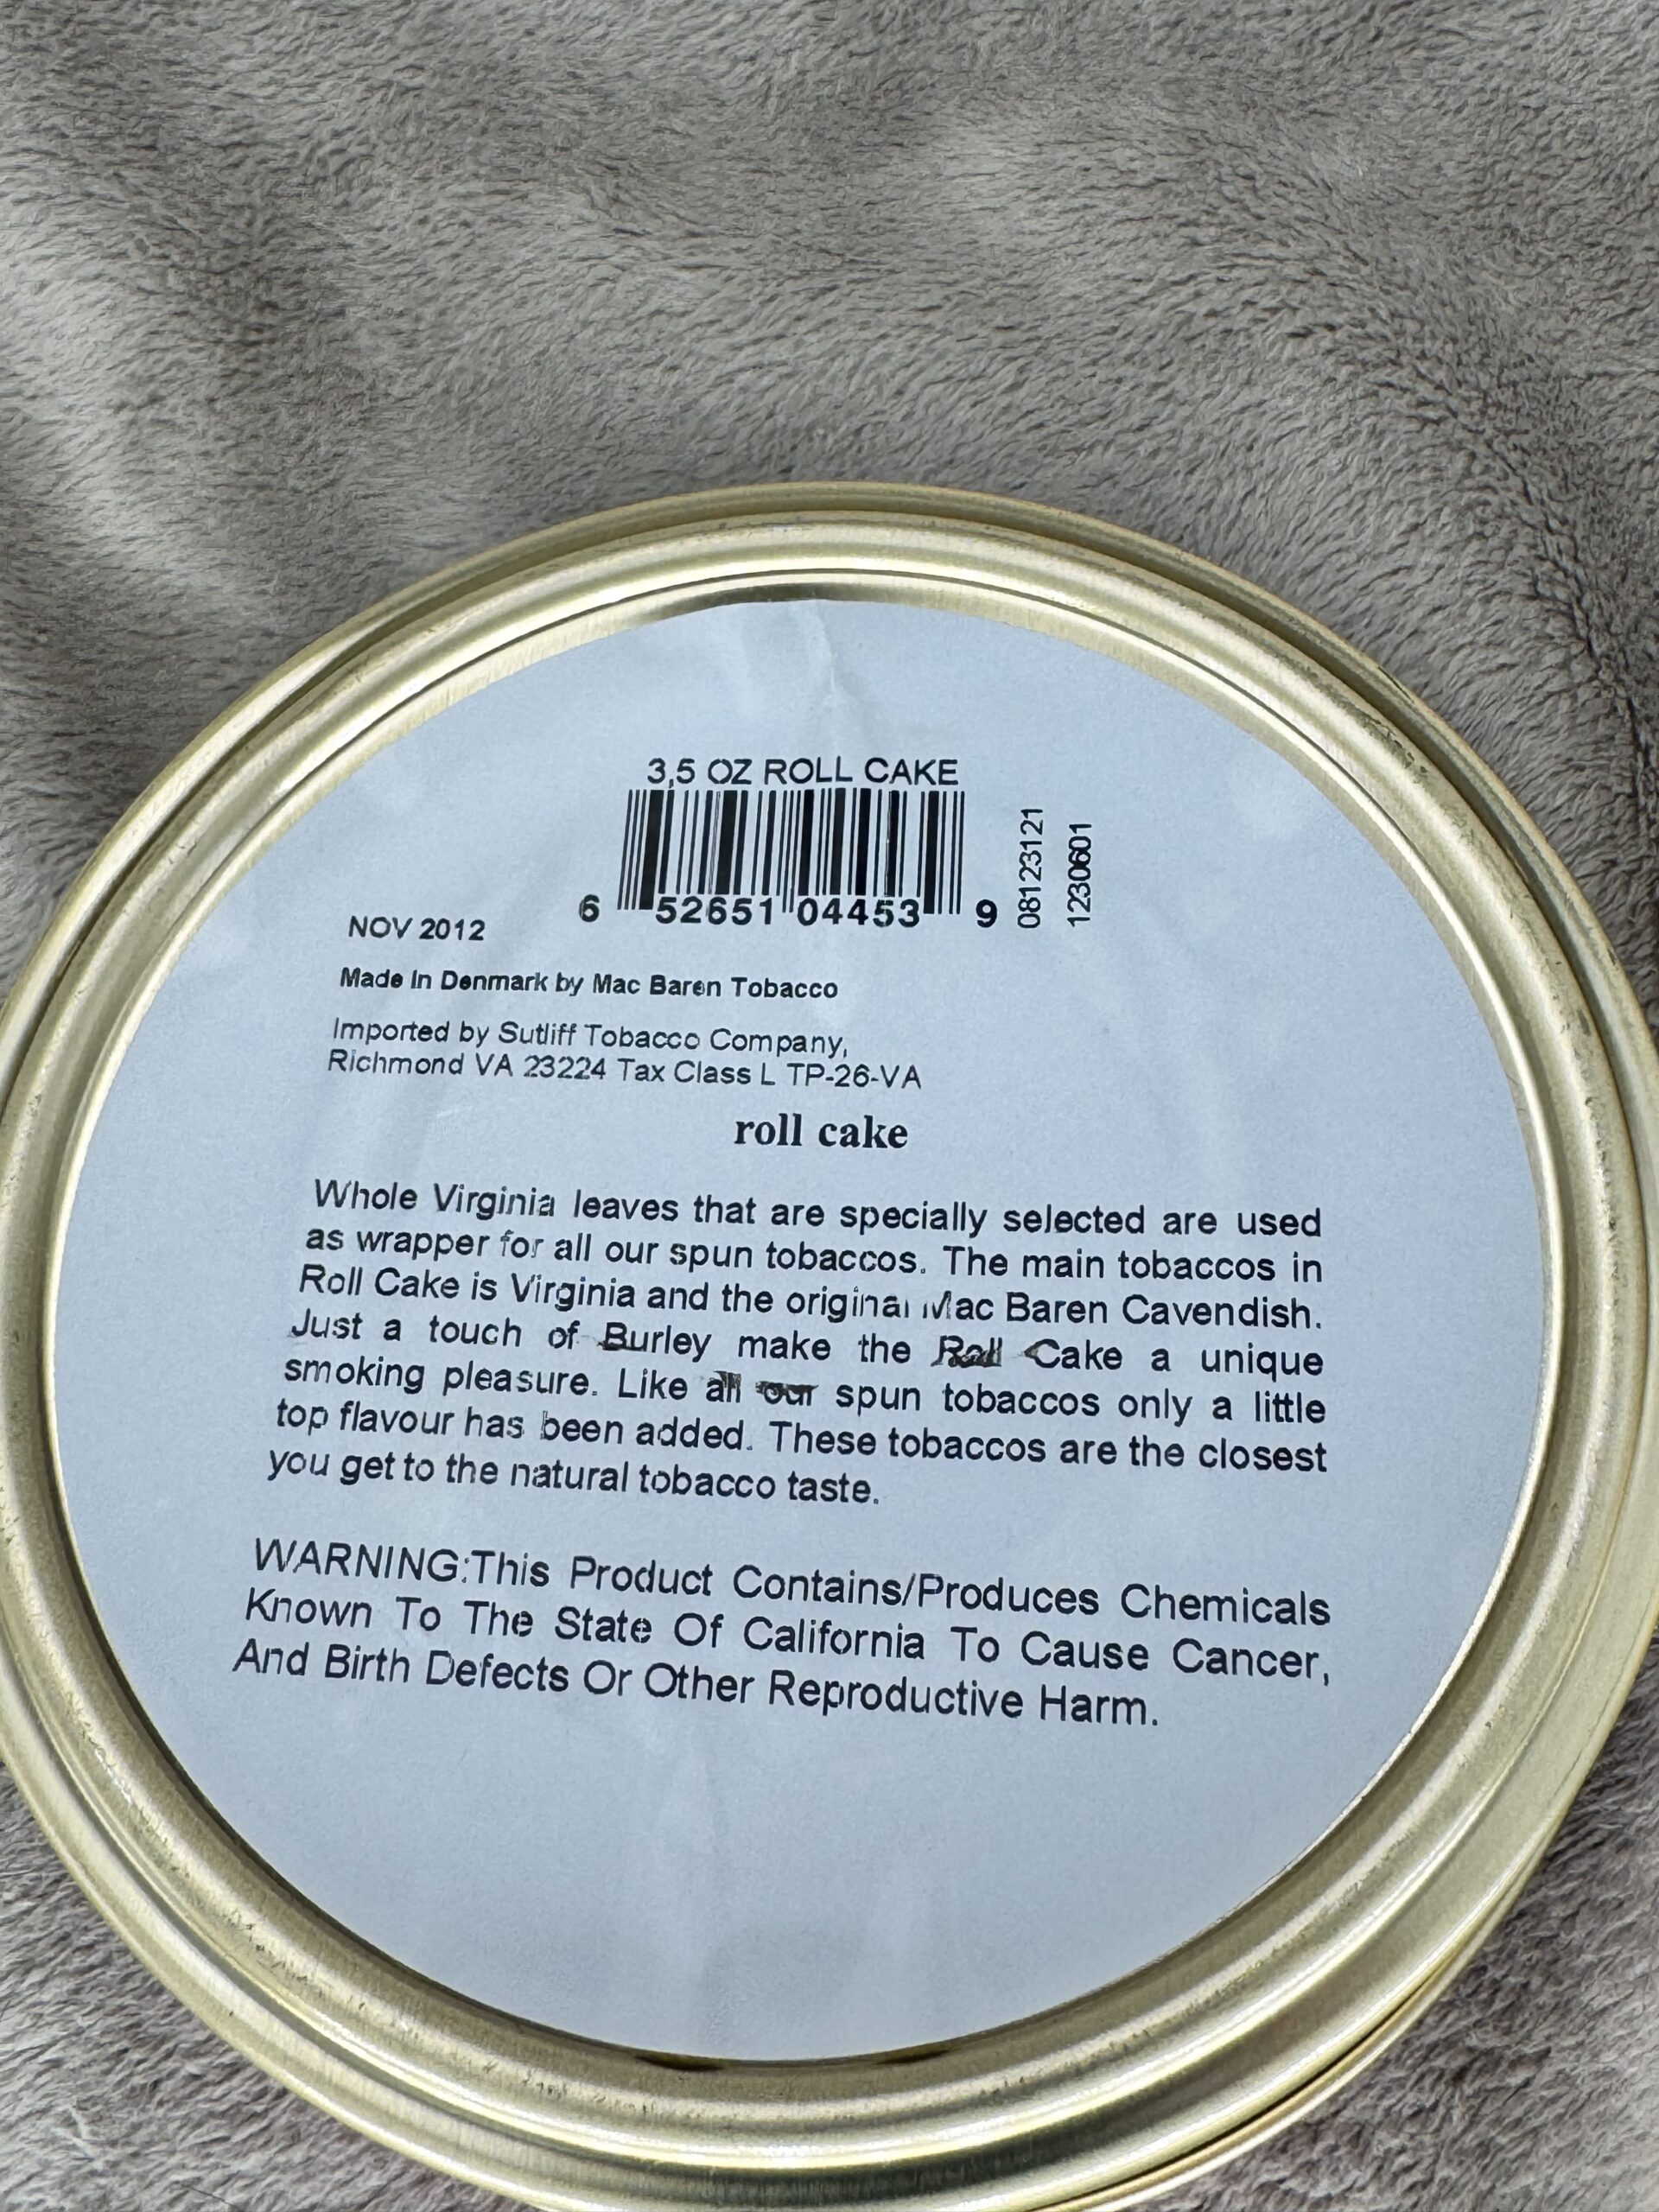 3,5 OZ ROLL CAKE
6 52651 04453 9
08123121
1230601
NOV 2012
Made In Denmark by Mac Baren Tobacco
Imported by Sutliff Tobacco Company,
Richmond VA 23224 Tax Class L TP-26-VA
roll cake
Whole Virginia leaves that are specially selected are used
as wrapper for all our spun tobaccos. The main tobaccos in
Roll Cake is Virginia and the original Mac Baren Cavendish.
Just a touch of Burley make the Roll Cake a unique
smoking pleasure. Like all our spun tobaccos only a little
top flavour has been added. These tobaccos are the closest
you get to the natural tobacco taste.
WARNING:This Product Contains/Produces Chemicals
Known To The State Of California To Cause Cancer,
And Birth Defects Or Other Reproductive Harm.